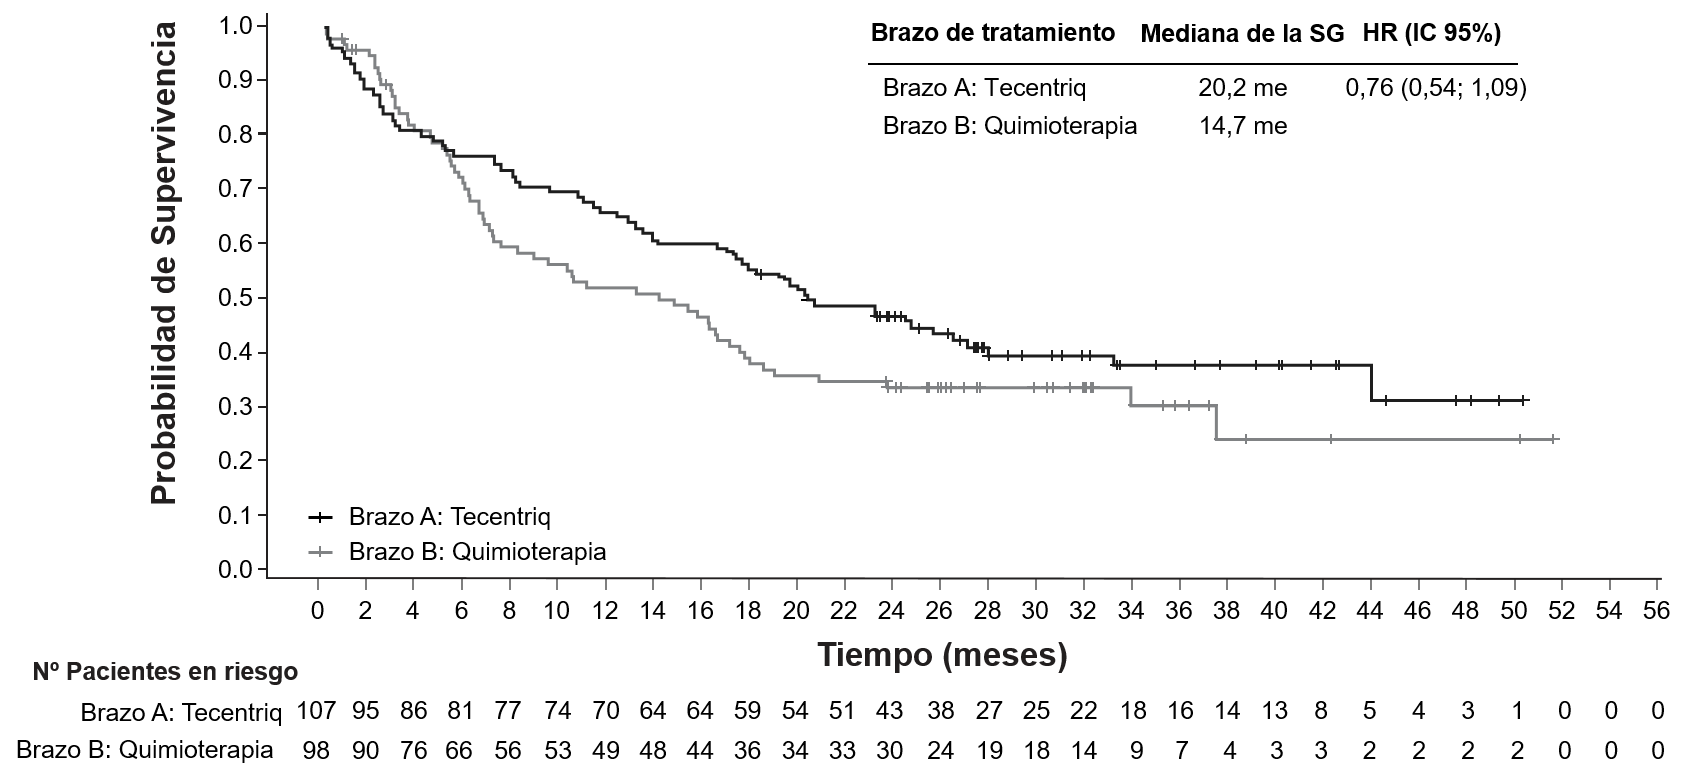 Brazo de tratamiento Mediana de la SG HR (IC 95%)
Brazo A: Tecentriq 20,2 me 0,76 (0,54; 1,09)
Brazo B: Quimioterapia 14,7 me
Probabilidad de Supervivencia
1.0
0.9
0.8
0.7
0.6
0.5
0.4
0.3
0.2
0.1
0.0
Brazo A: Tecentriq
Brazo B: Quimioterapia
0 2 4 6 8 10 12 14 16 18 20 22 24 26 28 30 32 34 36 38 40 42 44 46 48 50 52 54 56
Tiempo (meses)
Nº Pacientes en riesgo
Brazo A: Tecentriq 107 95 86 81 77 74 70 64 64 59 54 51 43 38 27 25 22 18 16 14 13 8 5 4 3 1 0 0 0
Brazo B: Quimioterapia 98 90 76 66 56 53 49 48 44 36 34 33 30 24 19 18 14 9 7 4 3 3 2 2 2 2 0 0 0